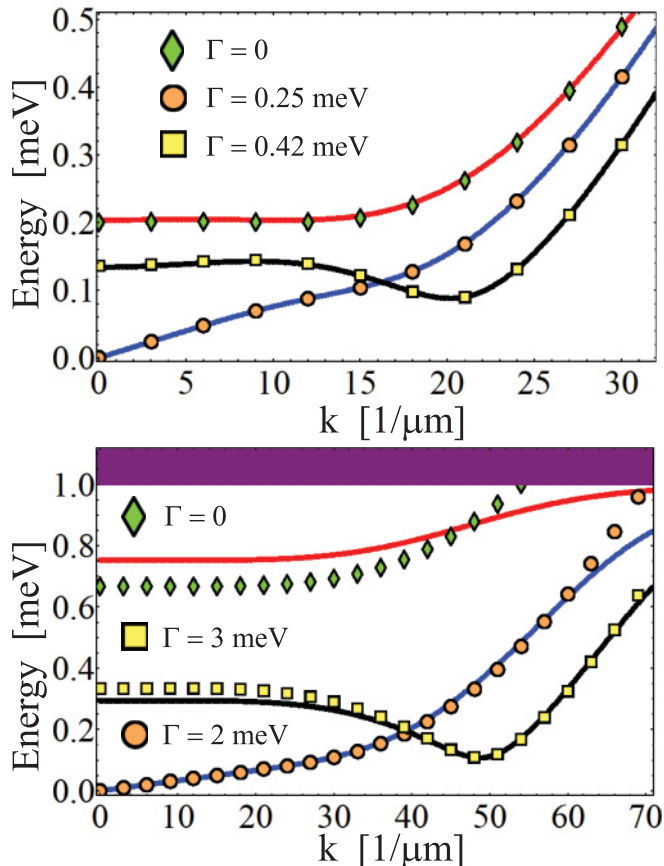 0.5
0.4
0.3
0.2
0.1
0.0
Energy [meV]
Γ = 0
Γ = 0.25 meV
Γ = 0.42 meV
0 5 10 15 20 25 30
k [1/μm]
1.0
0.8
0.6
0.4
0.2
0.0
Energy [meV]
Γ = 0
Γ = 3 meV
Γ = 2 meV
0 10 20 30 40 50 60 70
k [1/μm]